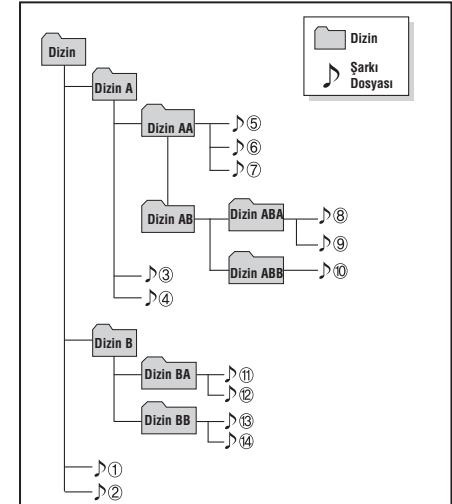 Dizin
Dizin
Şarkı
Dosyası
Dizin A
Dizin AA
♪⑤
♪⑥
♪⑦
Dizin AB
Dizin ABA
♪⑧
♪⑨
Dizin ABB
♪⑩
♪③
♪④
Dizin B
Dizin BA
♪⑪
♪⑫
Dizin BB
♪⑬
♪⑭
♪①
♪②